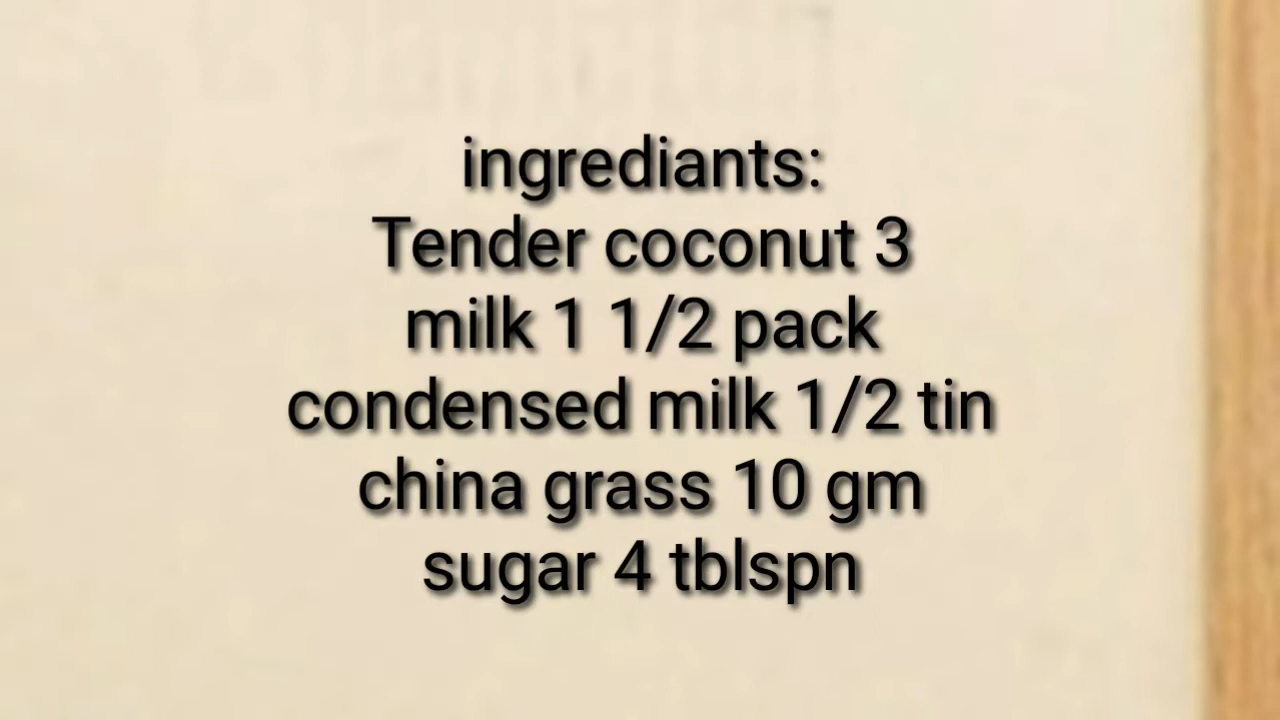 ingrediants:
Tender coconut 3
milk 1 1/2 pack
condensed milk 1/2 tin
china grass 10 gm
sugar 4 tblspn